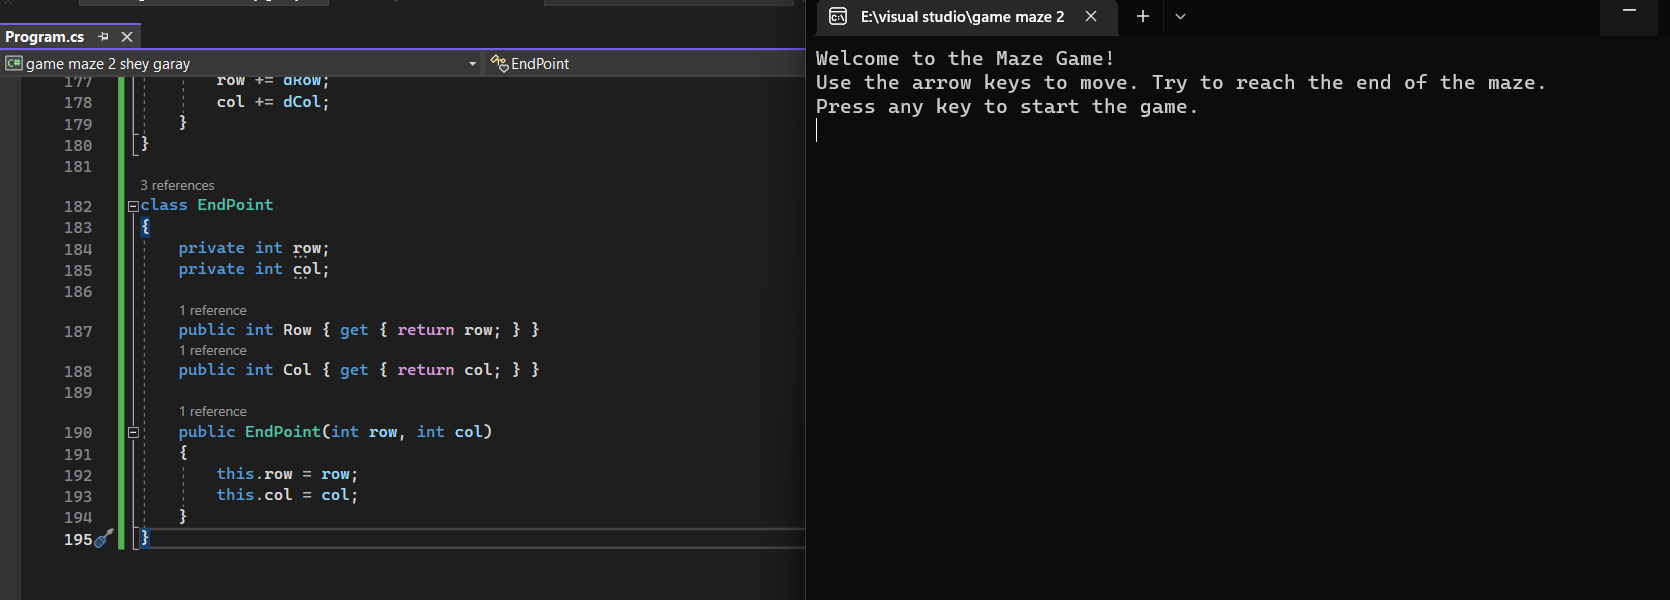 Program.cs
game maze 2 shey garay
EndPoint
177 row += dRow;
178 col += dCol;
179 }
180 }
181
3 references
182 class EndPoint
183 {
184 private int row;
185 private int col;
186
1 reference
187 public int Row { get { return row; } }
1 reference
188 public int Col { get { return col; } }
189
1 reference
190 public EndPoint(int row, int col)
191 {
192 this.row = row;
193 this.col = col;
194 }
195 }
E:\visual studio\game maze 2
Welcome to the Maze Game!
Use the arrow keys to move. Try to reach the end of the maze.
Press any key to start the game.